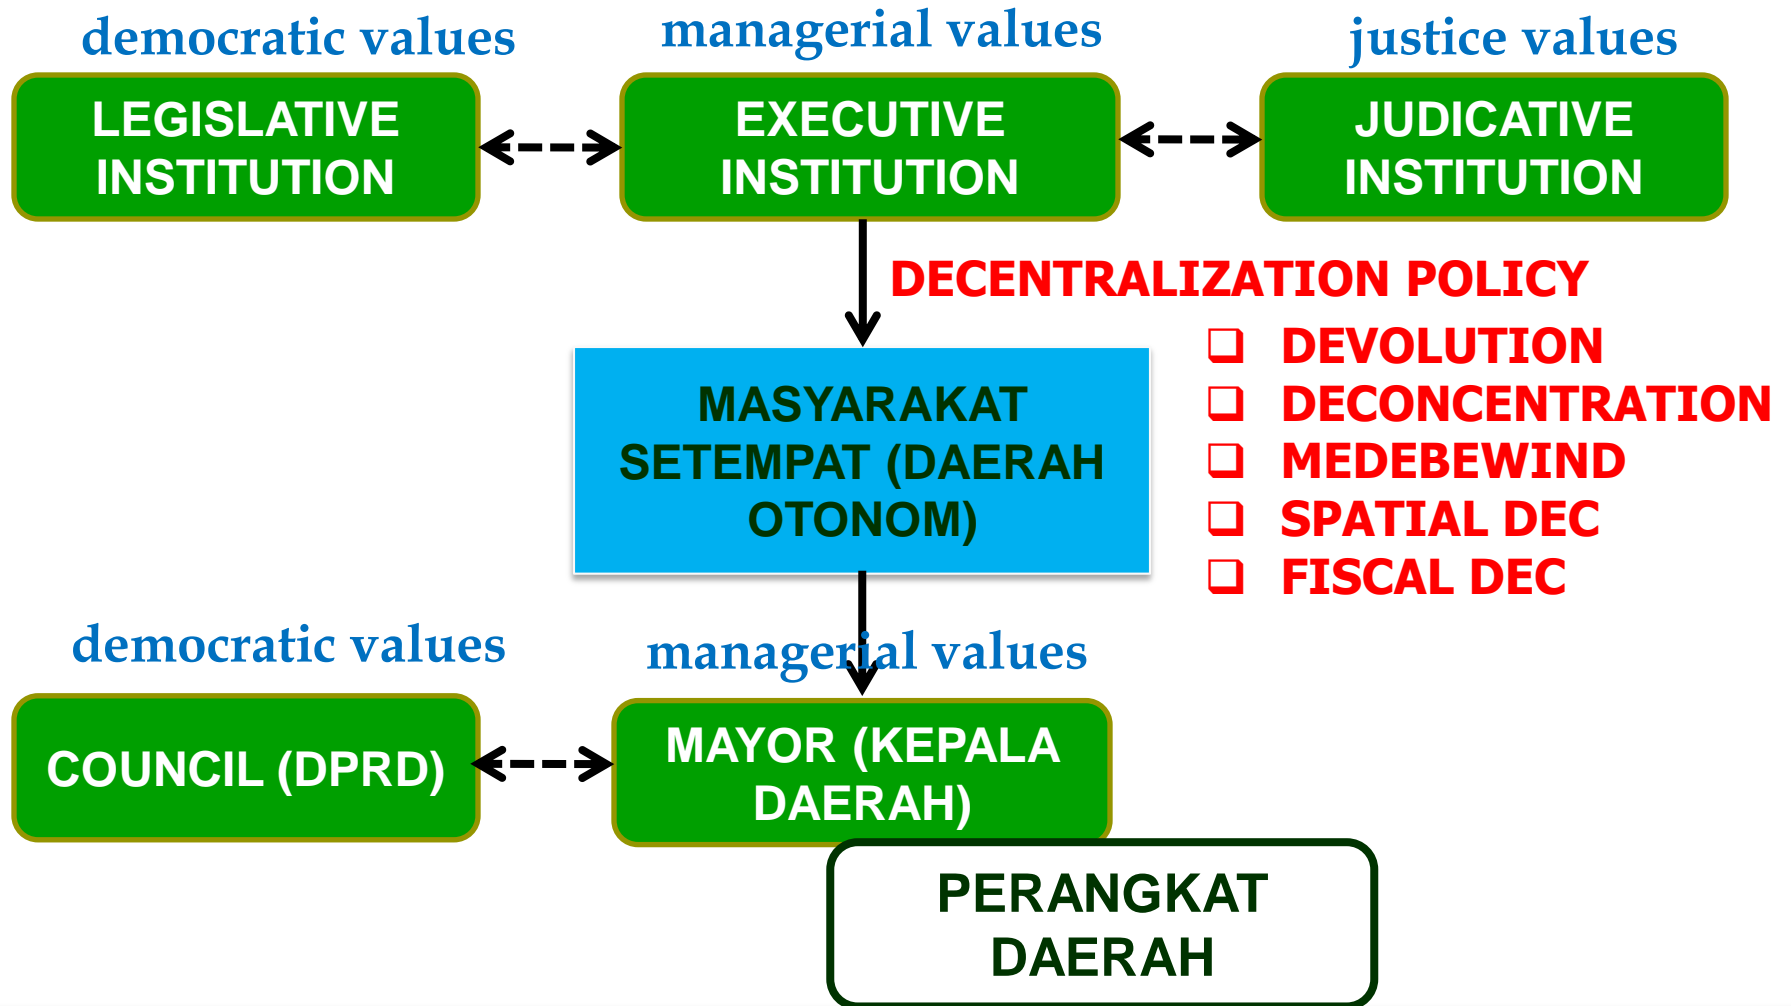 democratic values
managerial values
justice values
LEGISLATIVE
INSTITUTION
EXECUTIVE
INSTITUTION
JUDICATIVE
INSTITUTION
DECENTRALIZATION POLICY
❑ DEVOLUTION
❑ DECONCENTRATION
❑ MEDEBEWIND
❑ SPATIAL DEC
❑ FISCAL DEC
MASYARAKAT
SETEMPAT (DAERAH
OTONOM)
democratic values
managerial values
COUNCIL (DPRD)
MAYOR (KEPALA
DAERAH)
PERANGKAT
DAERAH